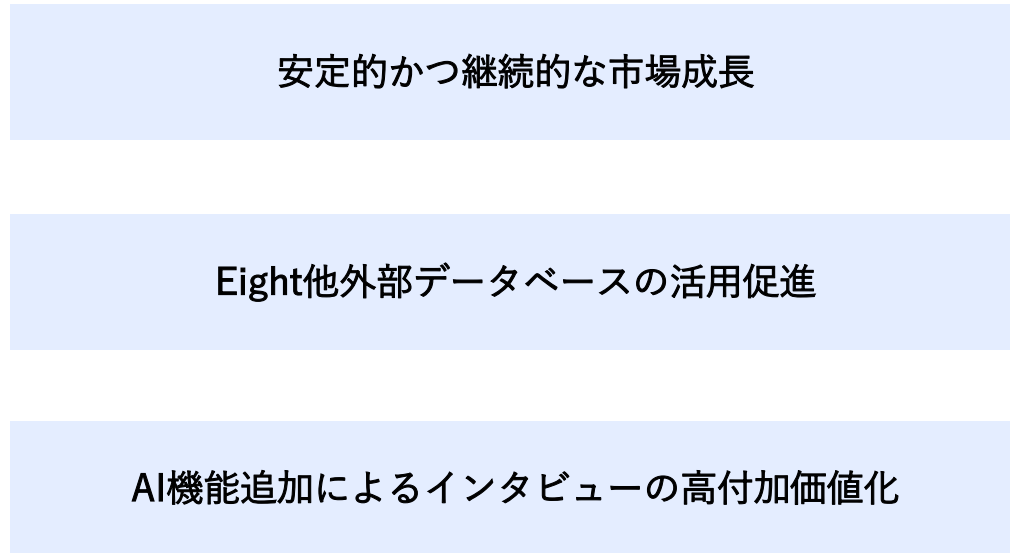 安定的かつ継続的な市場成長
Eight他外部データベースの活用促進
AI機能追加によるインタビューの高付加価値化